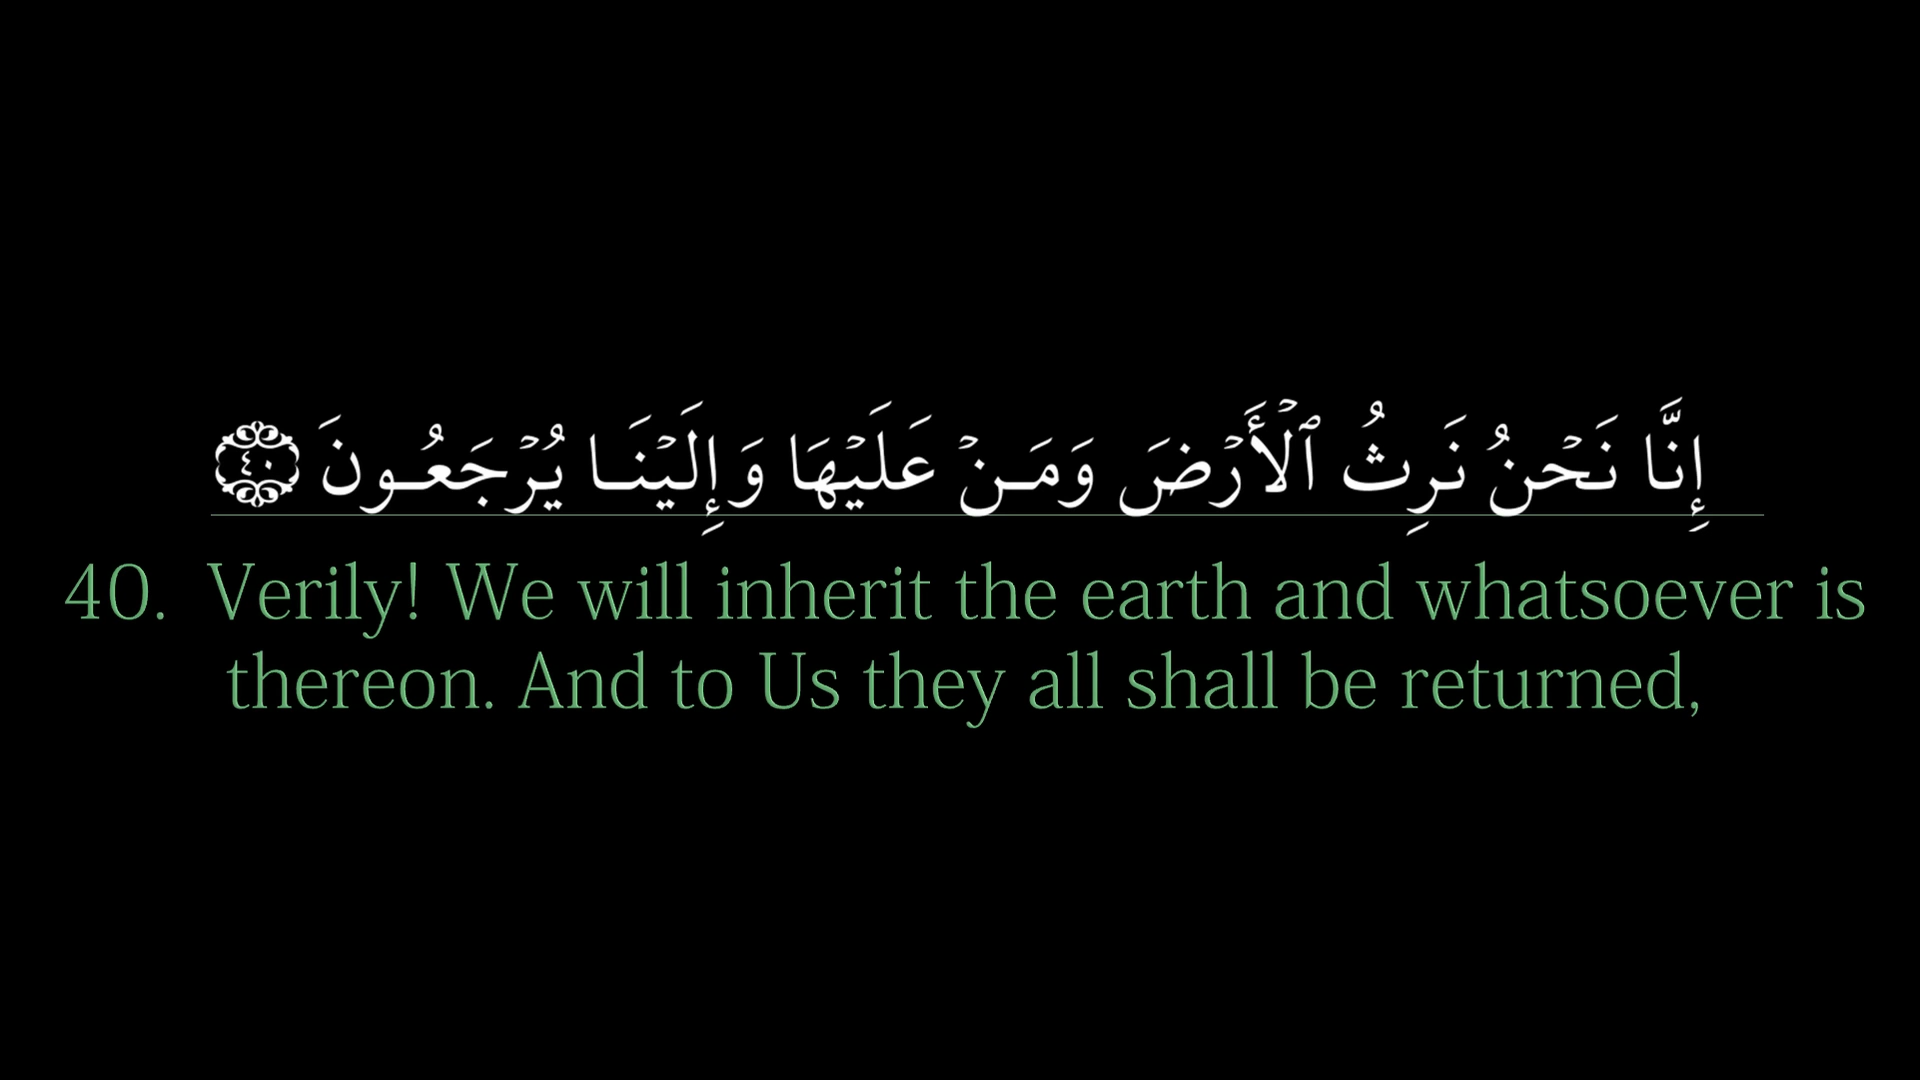 إِنَّا نَحْنُ نَرِثُ ٱلْأَرْضَ وَمَنْ عَلَيْهَا وَإِلَيْنَا يُرْجَعُونَ ٤٠
40. Verily! We will inherit the earth and whatsoever is
thereon. And to Us they all shall be returned,